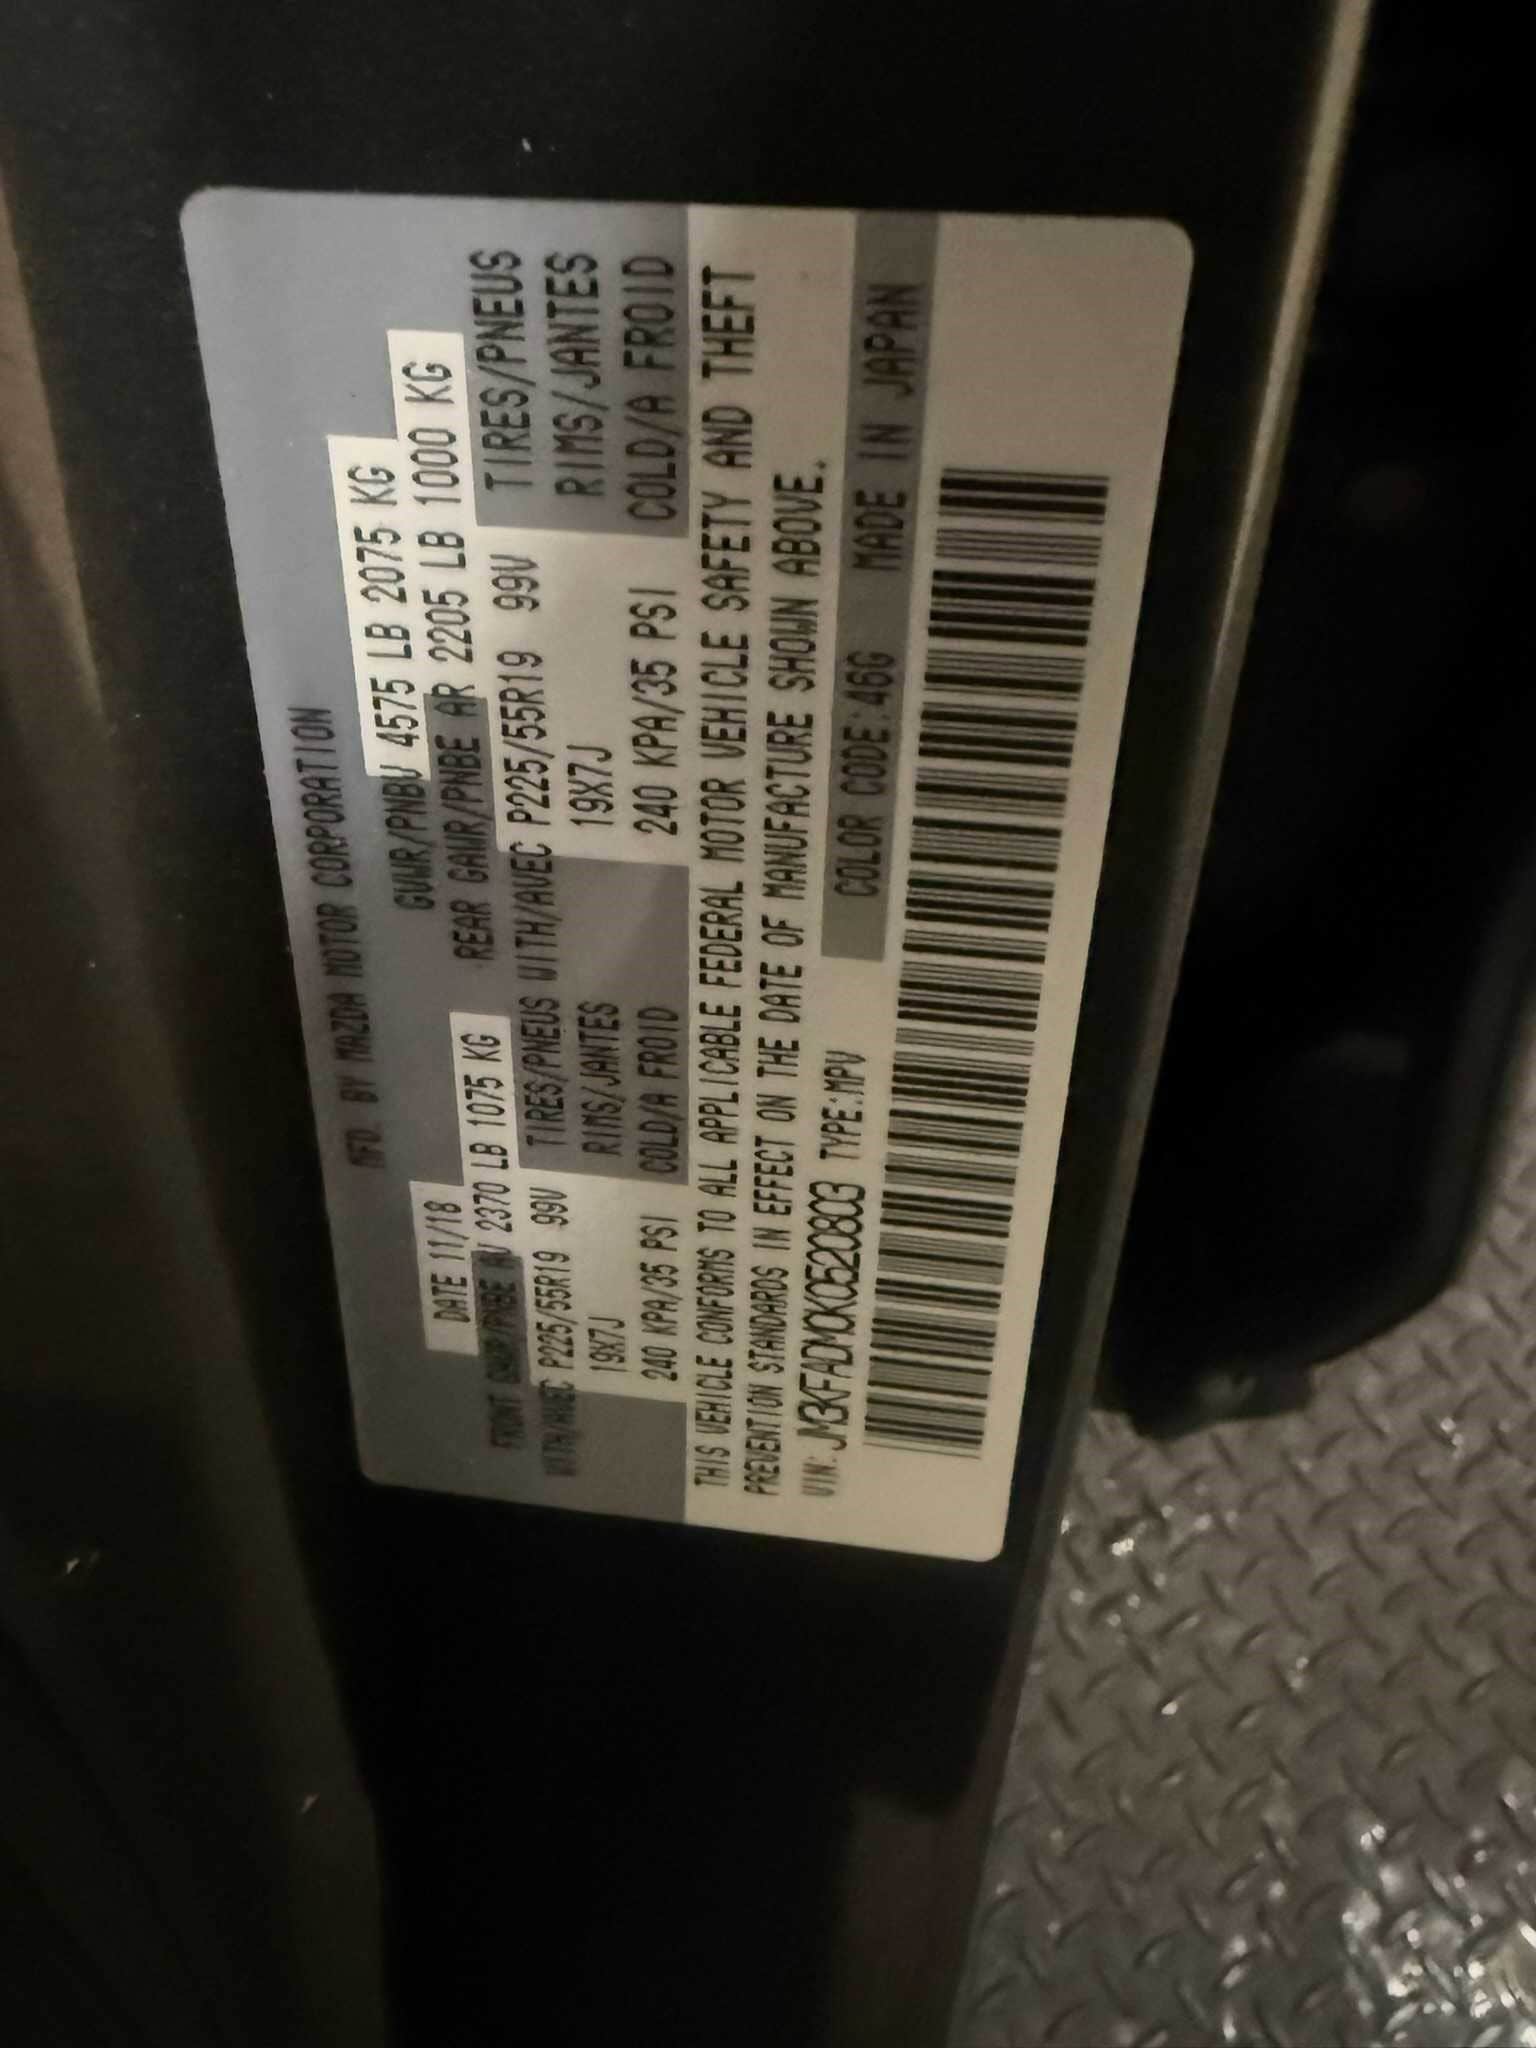 MFD. BY MAZDA MOTOR CORPORATION
DATE 11/18 GVWR/PNBV 4575 LB 2075 KG
FRONT GAWR/PNBE AV 2370 LB 1075 KG REAR GAWR/PNBE AR 2205 LB 1000 KG
WITH/AVEC P225/55R19 99V TIRES/PNEUS WITH/AVEC P225/55R19 99V TIRES/PNEUS
19X7J RIMS/JANTES 19X7J RIMS/JANTES
240 KPA/35 PSI COLD/A FROID 240 KPA/35 PSI COLD/A FROID
THIS VEHICLE CONFORMS TO ALL APPLICABLE FEDERAL MOTOR VEHICLE SAFETY AND THEFT
PREVENTION STANDARDS IN EFFECT ON THE DATE OF MANUFACTURE SHOWN ABOVE.
VIN: JM3KFADM0K0520803 TYPE:MPV COLOR CODE:46G MADE IN JAPAN